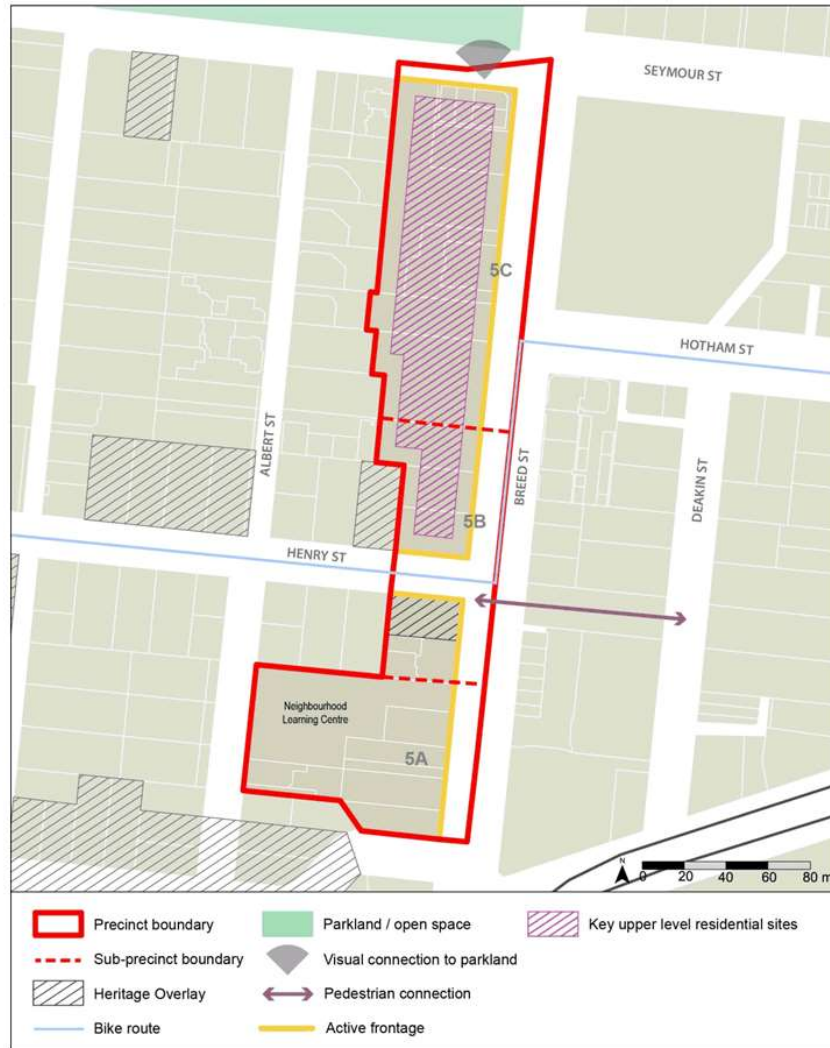 SEYMOUR ST
5C
HOTHAM ST
ALBERT ST
BREED ST
DEAKIN ST
5B
HENRY ST
Neighbourhood
Learning Centre
5A
N
0 20 40 60 80 m
Precinct boundary
Parkland / open space
Key upper level residential sites
Sub-precinct boundary
Visual connection to parkland
Heritage Overlay
Pedestrian connection
Bike route
Active frontage